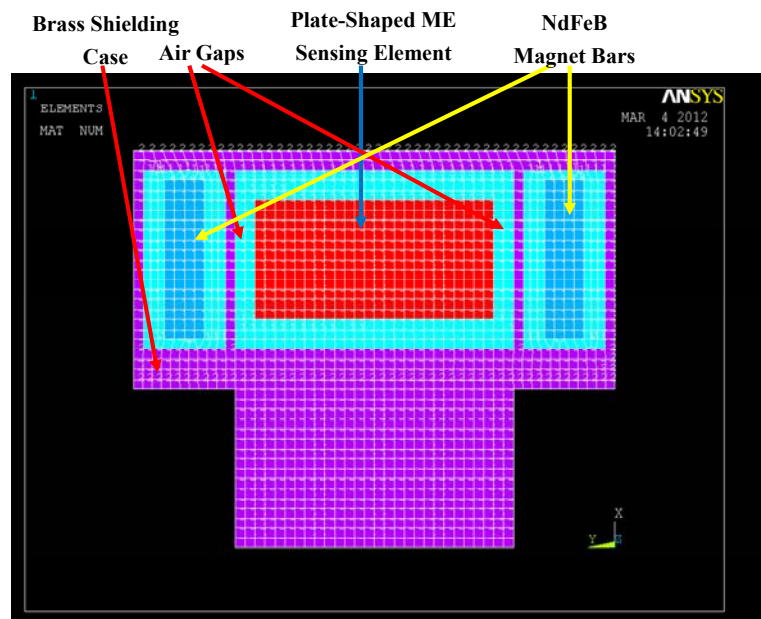 Brass Shielding
Case
Air Gaps
Plate-Shaped ME
Sensing Element
NdFeB
Magnet Bars
1
ELEMENTS
MAT NUM
ANSYS
MAR 4 2012
14:02:49
X
Y